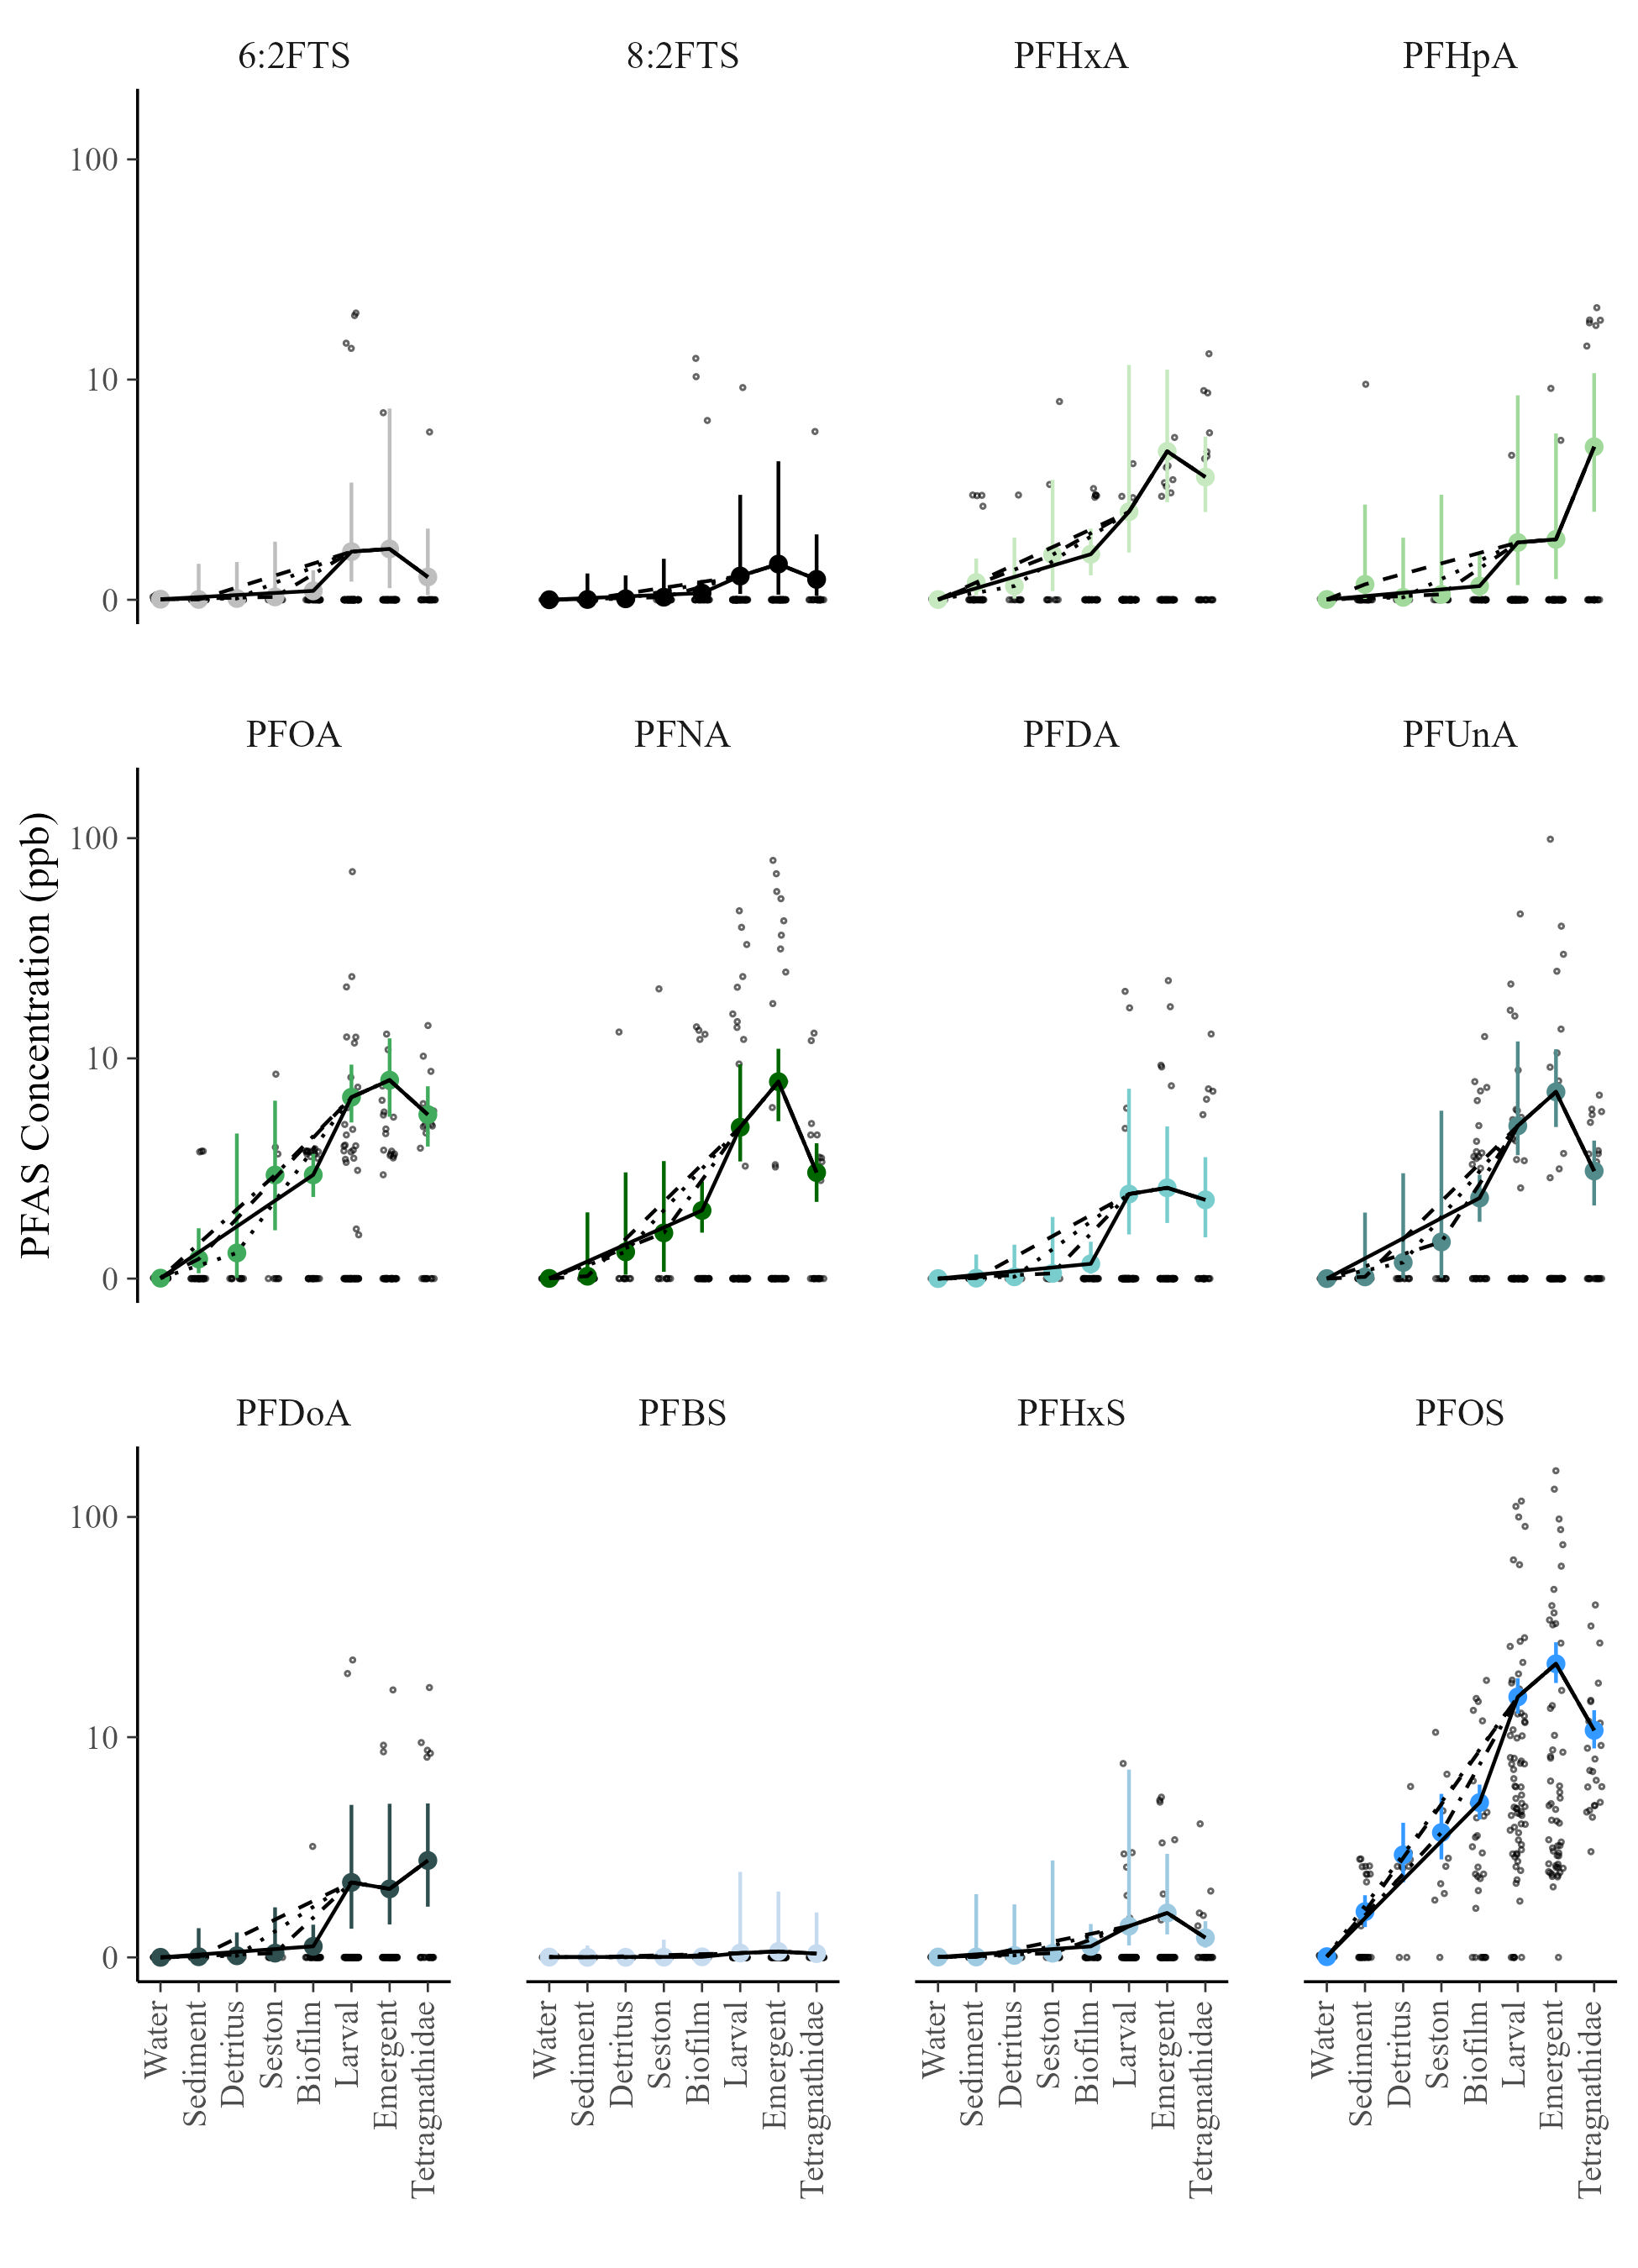 6:2FTS 8:2FTS PFHxA PFHpA
100
10
0
PFOA PFNA PFDA PFUnA
PFAS Concentration (ppb)
100
10
0
PFDoA PFBS PFHxS PFOS
100
10
0
Water Sediment Detritus Seston Biofilm Larval Emergent Tetragnathidae
Water Sediment Detritus Seston Biofilm Larval Emergent Tetragnathidae
Water Sediment Detritus Seston Biofilm Larval Emergent Tetragnathidae
Water Sediment Detritus Seston Biofilm Larval Emergent Tetragnathidae